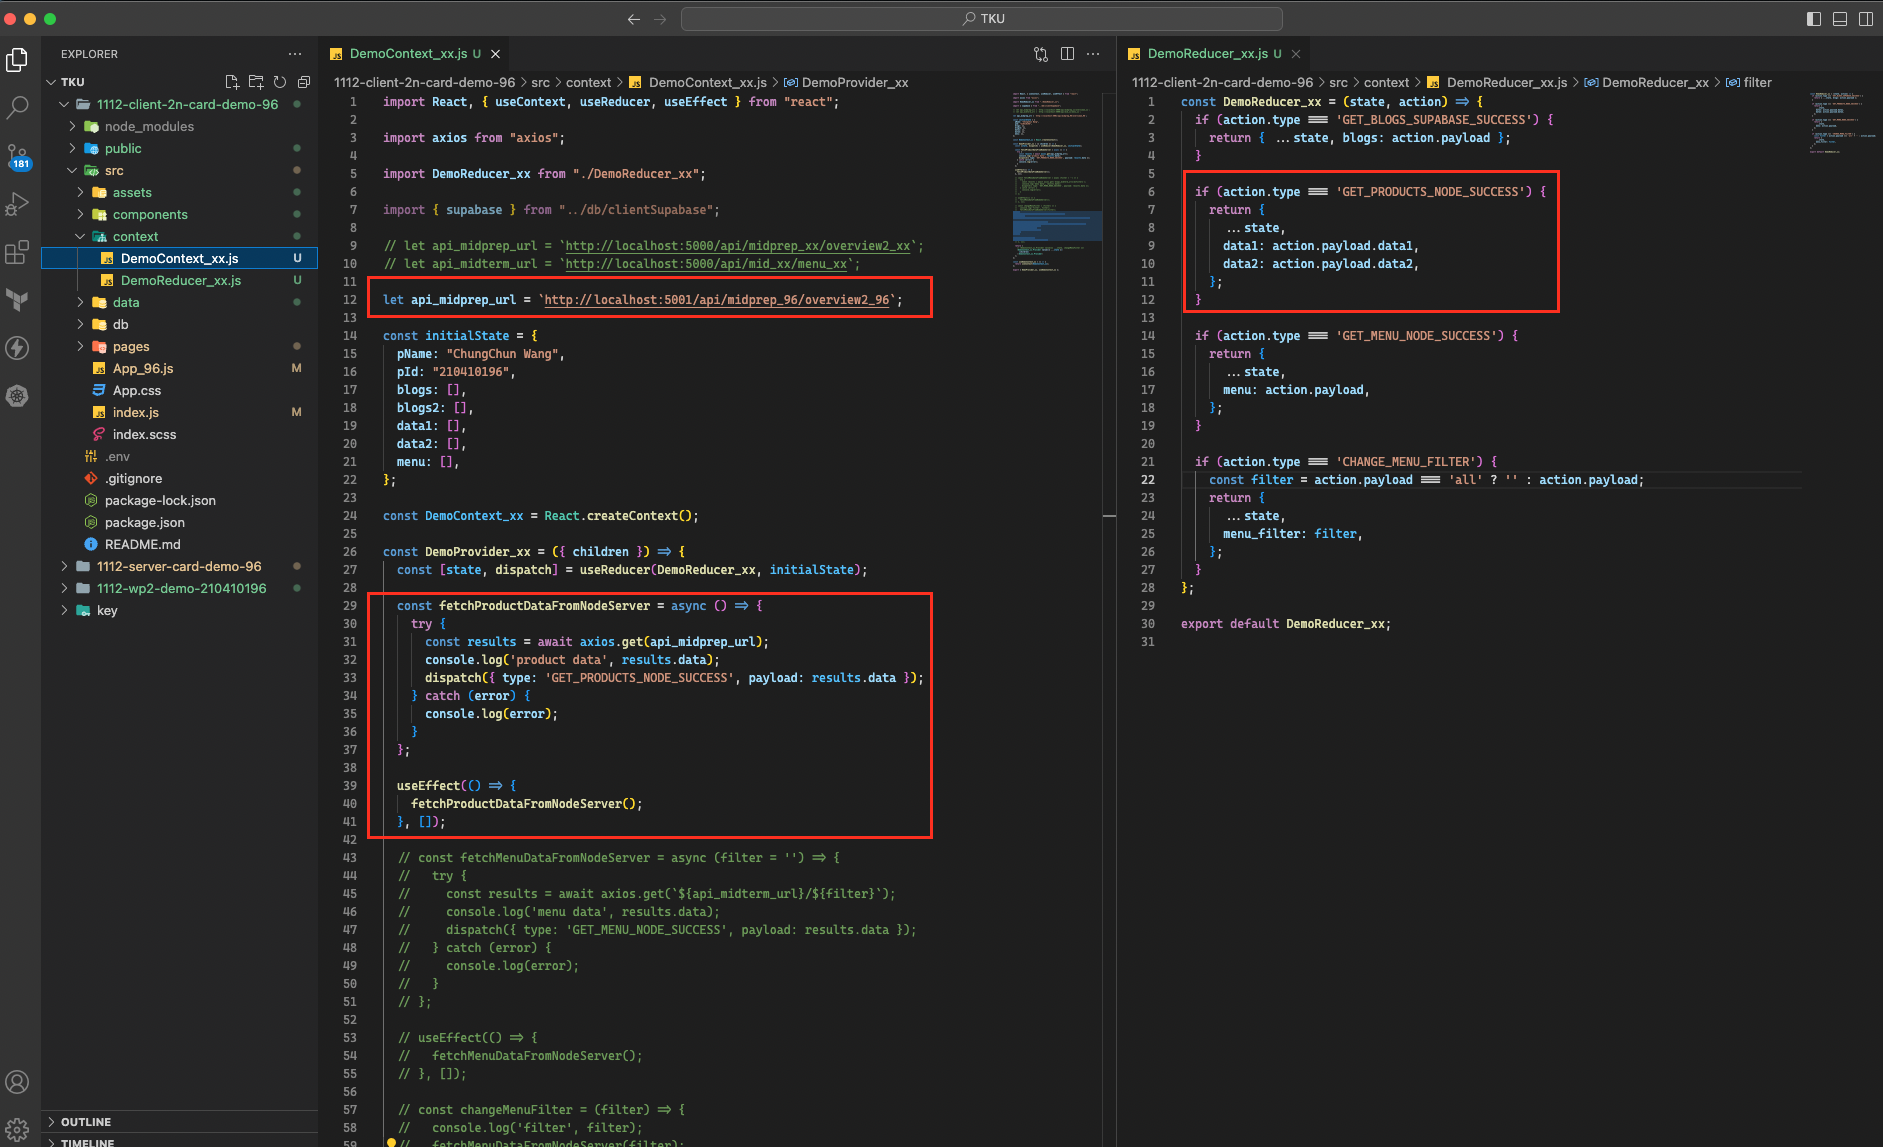 TKU
EXPLORER
TKU
1112-client-2n-card-demo-96
node_modules
public
src
assets
components
context
DemoContext_xx.js U
DemoReducer_xx.js U
data
db
pages
App_96.js M
App.css
index.js M
index.scss
.env
.gitignore
package-lock.json
package.json
README.md
1112-server-card-demo-96
1112-wp2-demo-210410196
key
OUTLINE
TIMELINE
181
DemoContext_xx.js U
1112-client-2n-card-demo-96 > src > context > DemoContext_xx.js > DemoProvider_xx
1 import React, { useContext, useReducer, useEffect } from "react";
2
3 import axios from "axios";
4
5 import DemoReducer_xx from "./DemoReducer_xx";
6
7 import { supabase } from "../db/clientSupabase";
8
9 // let api_midprep_url = `http://localhost:5000/api/midprep_xx/overview2_xx`;
10 // let api_midterm_url = `http://localhost:5000/api/mid_xx/menu_xx`;
11
12 let api_midprep_url = `http://localhost:5001/api/midprep_96/overview2_96`;
13
14 const initialState = {
15 pName: "ChungChun Wang",
16 pId: "210410196",
17 blogs: [],
18 blogs2: [],
19 data1: [],
20 data2: [],
21 menu: [],
22 };
23
24 const DemoContext_xx = React.createContext();
25
26 const DemoProvider_xx = ({ children }) => {
27 const [state, dispatch] = useReducer(DemoReducer_xx, initialState);
28
29 const fetchProductDataFromNodeServer = async () => {
30 try {
31 const results = await axios.get(api_midprep_url);
32 console.log('product data', results.data);
33 dispatch({ type: 'GET_PRODUCTS_NODE_SUCCESS', payload: results.data });
34 } catch (error) {
35 console.log(error);
36 }
37 };
38
39 useEffect(() => {
40 fetchProductDataFromNodeServer();
41 }, []);
42
43 // const fetchMenuDataFromNodeServer = async (filter = '') => {
44 // try {
45 // const results = await axios.get(`${api_midterm_url}/${filter}`);
46 // console.log('menu data', results.data);
47 // dispatch({ type: 'GET_MENU_NODE_SUCCESS', payload: results.data });
48 // } catch (error) {
49 // console.log(error);
50 // }
51 // };
52
53 // useEffect(() => {
54 // fetchMenuDataFromNodeServer();
55 // }, []);
56
57 // const changeMenuFilter = (filter) => {
58 // console.log('filter', filter);
59 // fetchMenuDataFromNodeServer(filter);
DemoReducer_xx.js U
1112-client-2n-card-demo-96 > src > context > DemoReducer_xx.js > DemoReducer_xx > filter
1 const DemoReducer_xx = (state, action) => {
2 if (action.type === 'GET_BLOGS_SUPABASE_SUCCESS') {
3 return { ...state, blogs: action.payload };
4 }
5
6 if (action.type === 'GET_PRODUCTS_NODE_SUCCESS') {
7 return {
8 ...state,
9 data1: action.payload.data1,
10 data2: action.payload.data2,
11 };
12 }
13
14 if (action.type === 'GET_MENU_NODE_SUCCESS') {
15 return {
16 ...state,
17 menu: action.payload,
18 };
19 }
20
21 if (action.type === 'CHANGE_MENU_FILTER') {
22 const filter = action.payload === 'all' ? '' : action.payload;
23 return {
24 ...state,
25 menu_filter: filter,
26 };
27 }
28 };
29
30 export default DemoReducer_xx;
31